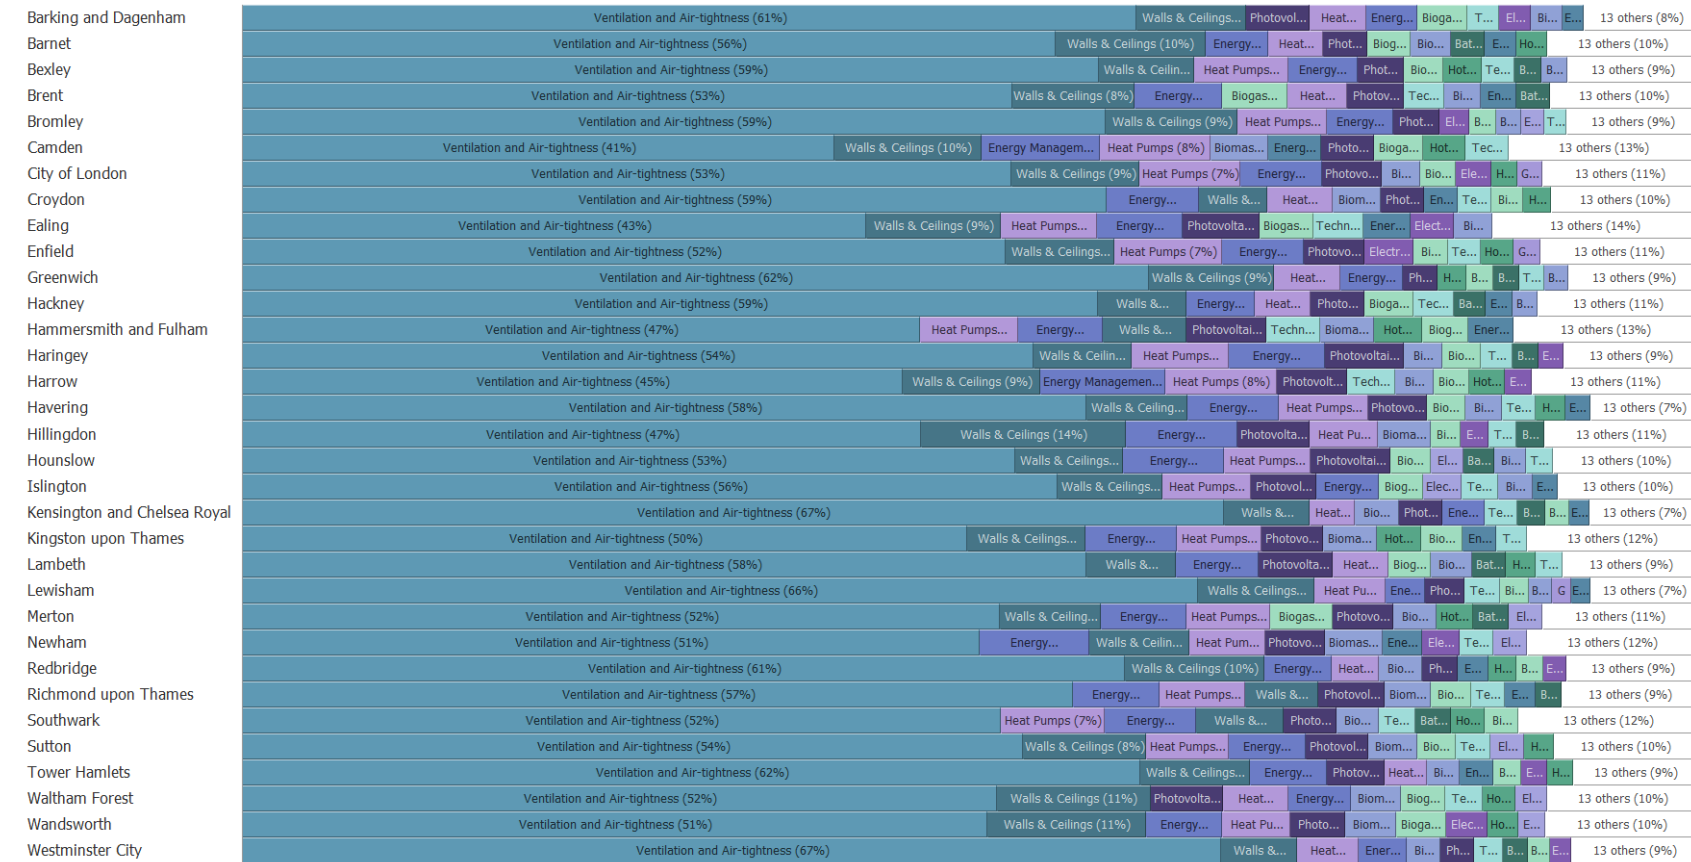 Barking and Dagenham Ventilation and Air-tightness (61%) Walls & Ceilings... Photovol... Heat... Energ... Bioga... T... El... Bi... E... 13 others (8%)
Barnet Ventilation and Air-tightness (56%) Walls & Ceilings (10%) Energy... Heat... Phot... Biog... Bio... Bat... E... Ho... 13 others (10%)
Bexley Ventilation and Air-tightness (59%) Walls & Ceilin... Heat Pumps... Energy... Phot... Bio... Hot... Te... B... B... 13 others (9%)
Brent Ventilation and Air-tightness (53%) Walls & Ceilings (8%) Energy... Biogas... Heat... Photov... Tec... Bi... En... Bat... 13 others (10%)
Bromley Ventilation and Air-tightness (59%) Walls & Ceilings (9%) Heat Pumps... Energy... Phot... El... B... B... E... T... 13 others (9%)
Camden Ventilation and Air-tightness (41%) Walls & Ceilings (10%) Energy Managem... Heat Pumps (8%) Biomas... Energ... Photo... Bioga... Hot... Tec... 13 others (13%)
City of London Ventilation and Air-tightness (53%) Walls & Ceilings (9%) Heat Pumps (7%) Energy... Photovo... Bi... Bio... Ele... H... G... 13 others (11%)
Croydon Ventilation and Air-tightness (59%) Energy... Walls &... Heat... Biom... Phot... En... Te... Bi... H... 13 others (10%)
Ealing Ventilation and Air-tightness (43%) Walls & Ceilings (9%) Heat Pumps... Energy... Photovolta... Biogas... Techn... Ener... Elect... Bi... 13 others (14%)
Enfield Ventilation and Air-tightness (52%) Walls & Ceilings... Heat Pumps (7%) Energy... Photovo... Electr... Bi... Te... Ho... G... 13 others (11%)
Greenwich Ventilation and Air-tightness (62%) Walls & Ceilings (9%) Heat... Energy... Ph... H... B... B... T... B... 13 others (9%)
Hackney Ventilation and Air-tightness (59%) Walls &... Energy... Heat... Photo... Bioga... Tec... Ba... E... B... 13 others (11%)
Hammersmith and Fulham Ventilation and Air-tightness (47%) Heat Pumps... Energy... Walls &... Photovoltai... Techn... Bioma... Hot... Biog... Ener... 13 others (13%)
Haringey Ventilation and Air-tightness (54%) Walls & Ceilin... Heat Pumps... Energy... Photovoltai... Bi... Bio... T... B... E... 13 others (9%)
Harrow Ventilation and Air-tightness (45%) Walls & Ceilings (9%) Energy Managemen... Heat Pumps (8%) Photovolt... Tech... Bi... Bio... Hot... E... 13 others (11%)
Havering Ventilation and Air-tightness (58%) Walls & Ceiling... Energy... Heat Pumps... Photovo... Bio... Bi... Te... H... E... 13 others (7%)
Hillingdon Ventilation and Air-tightness (47%) Walls & Ceilings (14%) Energy... Photovolta... Heat Pu... Bioma... Bi... E... T... B... 13 others (11%)
Hounslow Ventilation and Air-tightness (53%) Walls & Ceilings... Energy... Heat Pumps... Photovoltai... Bio... El... Ba... Bi... T... 13 others (10%)
Islington Ventilation and Air-tightness (56%) Walls & Ceilings... Heat Pumps... Photovol... Energy... Biog... Elec... Te... Bi... E... 13 others (10%)
Kensington and Chelsea Royal Ventilation and Air-tightness (67%) Walls &... Heat... Bio... Phot... Ene... Te... B... B... E... 13 others (7%)
Kingston upon Thames Ventilation and Air-tightness (50%) Walls & Ceilings... Energy... Heat Pumps... Photovo... Bioma... Hot... Bio... En... T... 13 others (12%)
Lambeth Ventilation and Air-tightness (58%) Walls &... Energy... Photovolta... Heat... Biog... Bio... Bat... H... T... 13 others (9%)
Lewisham Ventilation and Air-tightness (66%) Walls & Ceilings... Heat Pu... Ene... Pho... Te... Bi... B... G E... 13 others (7%)
Merton Ventilation and Air-tightness (52%) Walls & Ceiling... Energy... Heat Pumps... Biogas... Photovo... Bio... Hot... Bat... El... 13 others (11%)
Newham Ventilation and Air-tightness (51%) Energy... Walls & Ceilin... Heat Pum... Photovo... Biomas... Ene... Ele... Te... El... 13 others (12%)
Redbridge Ventilation and Air-tightness (61%) Walls & Ceilings (10%) Energy... Heat... Bio... Ph... E... H... B... E... 13 others (9%)
Richmond upon Thames Ventilation and Air-tightness (57%) Energy... Heat Pumps... Walls &... Photovol... Biom... Bio... Te... E... B... 13 others (9%)
Southwark Ventilation and Air-tightness (52%) Heat Pumps (7%) Energy... Walls &... Photo... Bio... Te... Bat... Ho... Bi... 13 others (12%)
Sutton Ventilation and Air-tightness (54%) Walls & Ceilings (8%) Heat Pumps... Energy... Photovol... Biom... Bio... Te... El... H... 13 others (10%)
Tower Hamlets Ventilation and Air-tightness (62%) Walls & Ceilings... Energy... Photov... Heat... Bi... En... B... E... H... 13 others (9%)
Waltham Forest Ventilation and Air-tightness (52%) Walls & Ceilings (11%) Photovolta... Heat... Energy... Biom... Biog... Te... Ho... El... 13 others (10%)
Wandsworth Ventilation and Air-tightness (51%) Walls & Ceilings (11%) Energy... Heat Pu... Photo... Biom... Bioga... Elec... Ho... E... 13 others (10%)
Westminster City Ventilation and Air-tightness (67%) Walls &... Heat... Ener... Bi... Ph... T... B... B... E... 13 others (9%)